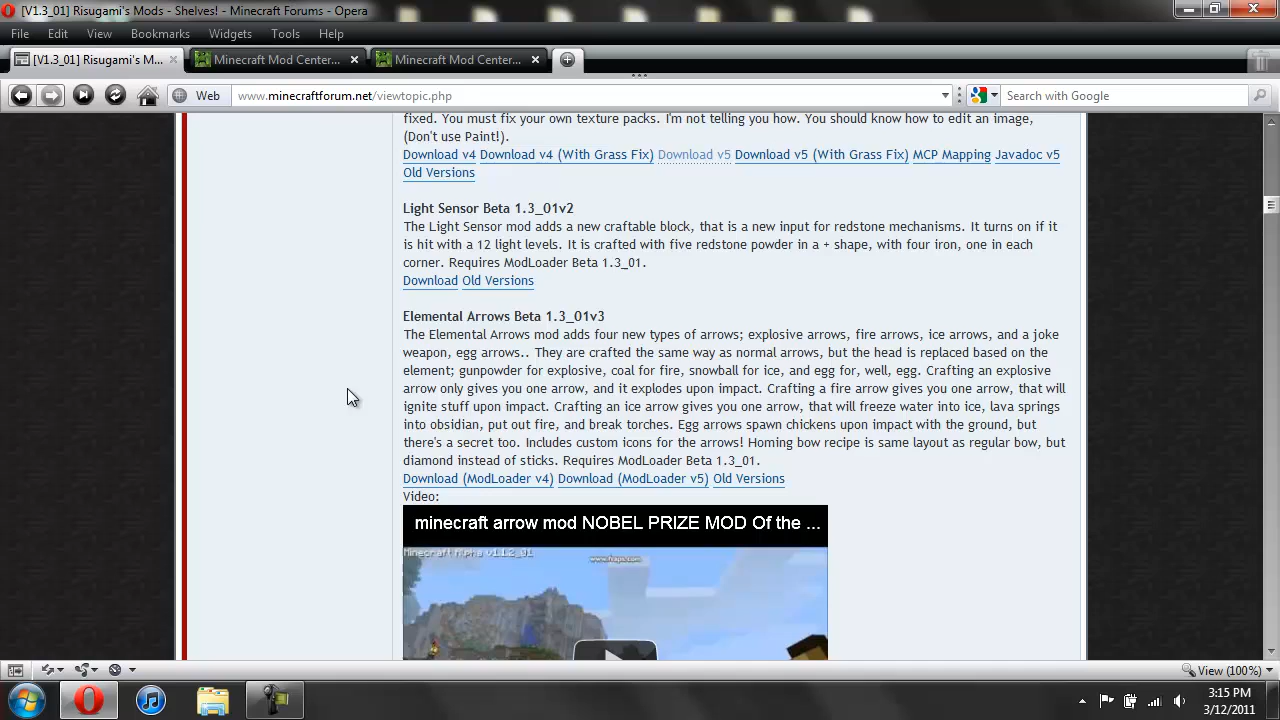 [V1.3_01] Risugami's Mods - Shelves! - Minecraft Forums - Opera
File Edit View Bookmarks Widgets Tools Help
[V1.3_01] Risugami's M... Minecraft Mod Center... Minecraft Mod Center...
Web www.minecraftforum.net/viewtopic.php Search with Google
fixed. You must fix your own texture packs. I'm not telling you how. You should know how to edit an image,
(Don't use Paint!).
Download v4 Download v4 (With Grass Fix) Download v5 Download v5 (With Grass Fix) MCP Mapping Javadoc v5
Old Versions
Light Sensor Beta 1.3_01v2
The Light Sensor mod adds a new craftable block, that is a new input for redstone mechanisms. It turns on if it
is hit with a 12 light levels. It is crafted with five redstone powder in a + shape, with four iron, one in each
corner. Requires ModLoader Beta 1.3_01.
Download Old Versions
Elemental Arrows Beta 1.3_01v3
The Elemental Arrows mod adds four new types of arrows; explosive arrows, fire arrows, ice arrows, and a joke
weapon, egg arrows.. They are crafted the same way as normal arrows, but the head is replaced based on the
element; gunpowder for explosive, coal for fire, snowball for ice, and egg for, well, egg. Crafting an explosive
arrow only gives you one arrow, and it explodes upon impact. Crafting a fire arrow gives you one arrow, that will
ignite stuff upon impact. Crafting an ice arrow gives you one arrow, that will freeze water into ice, lava springs
into obsidian, put out fire, and break torches. Egg arrows spawn chickens upon impact with the ground, but
there's a secret too. Includes custom icons for the arrows! Homing bow recipe is same layout as regular bow, but
diamond instead of sticks. Requires ModLoader Beta 1.3_01.
Download (ModLoader v4) Download (ModLoader v5) Old Versions
Video:
minecraft arrow mod NOBEL PRIZE MOD Of the ...
Minecraft Alpha v1.1.2_01
www.fraps.com
View (100%)
3:15 PM
3/12/2011